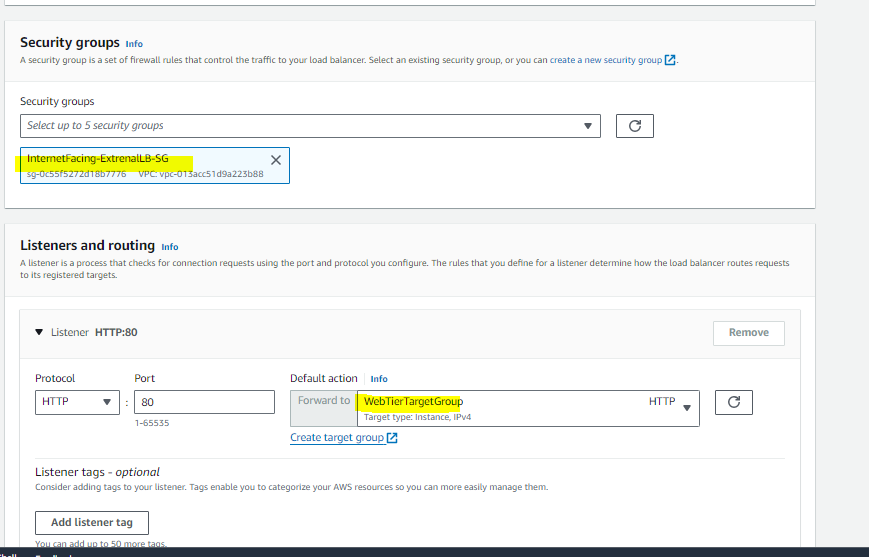 Security groups Info
A security group is a set of firewall rules that control the traffic to your load balancer. Select an existing security group, or you can create a new security group.
Security groups
Select up to 5 security groups
InternetFacing-ExtrenalLB-SG
sg-0c55f5272d18b7776 VPC: vpc-013acc51d9a223b88
Listeners and routing Info
A listener is a process that checks for connection requests using the port and protocol you configure. The rules that you define for a listener determine how the load balancer routes requests
to its registered targets.
Listener HTTP:80
Remove
Protocol Port Default action Info
HTTP : 80 Forward to WebTierTargetGroup HTTP
Target type: Instance, IPv4
1-65535
Create target group
Listener tags - optional
Consider adding tags to your listener. Tags enable you to categorize your AWS resources so you can more easily manage them.
Add listener tag
You can add up to 50 more tags.